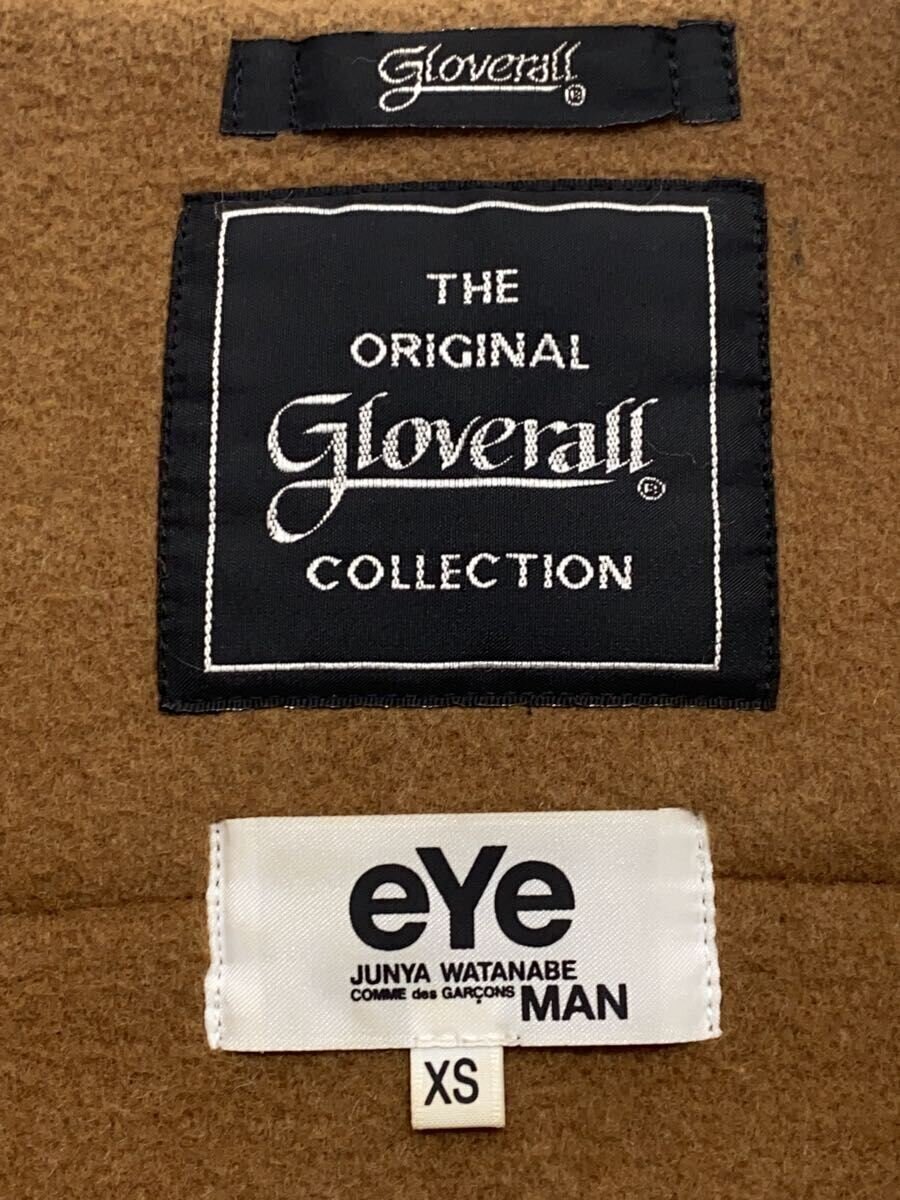 Gloverall ®
THE
ORIGINAL
Gloverall ®
COLLECTION
eYe
JUNYA WATANABE
COMME des GARÇONS MAN
XS